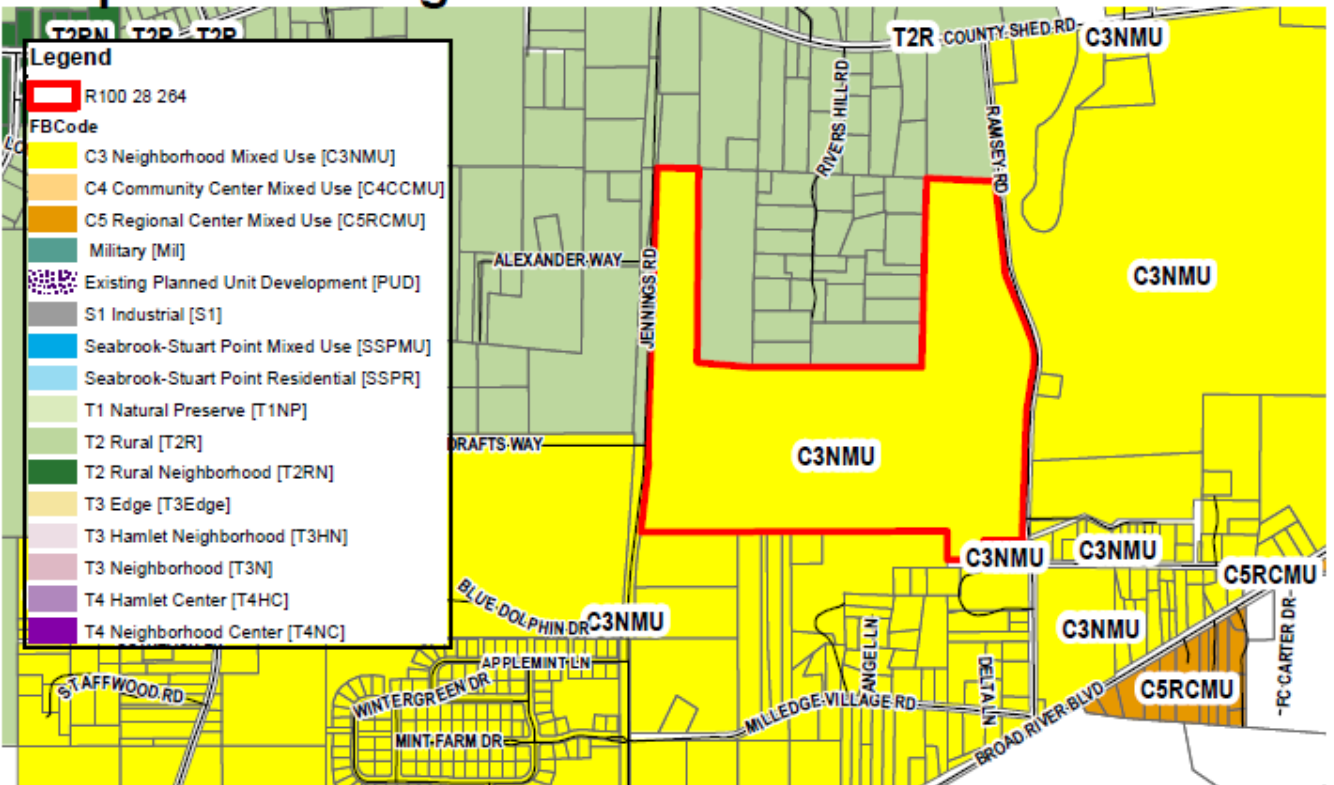 T2RN T2R T2R
Legend
R100 28 264
FBCode
C3 Neighborhood Mixed Use [C3NMU]
C4 Community Center Mixed Use [C4CCMU]
C5 Regional Center Mixed Use [C5RCMU]
Military [Mil]
Existing Planned Unit Development [PUD]
S1 Industrial [S1]
Seabrook-Stuart Point Mixed Use [SSPMU]
Seabrook-Stuart Point Residential [SSPR]
T1 Natural Preserve [T1NP]
T2 Rural [T2R]
T2 Rural Neighborhood [T2RN]
T3 Edge [T3Edge]
T3 Hamlet Neighborhood [T3HN]
T3 Neighborhood [T3N]
T4 Hamlet Center [T4HC]
T4 Neighborhood Center [T4NC]
T2R
COUNTY SHED RD
C3NMU
RIVERS HILL RD
RAMSEY RD
ALEXANDER WAY
JENNINGS RD
C3NMU
DRAFTS WAY
C3NMU
C3NMU
C3NMU
C5RCMU
BLUE DOLPHIN DR
C3NMU
C3NMU
APPLEMINT LN
ANGEL LN
DELTA LN
FC CARTER DR
STAFFWOOD RD
WINTERGREEN DR
C5RCMU
MILLEDGE VILLAGE RD
MINT FARM DR
BROAD RIVER BLVD